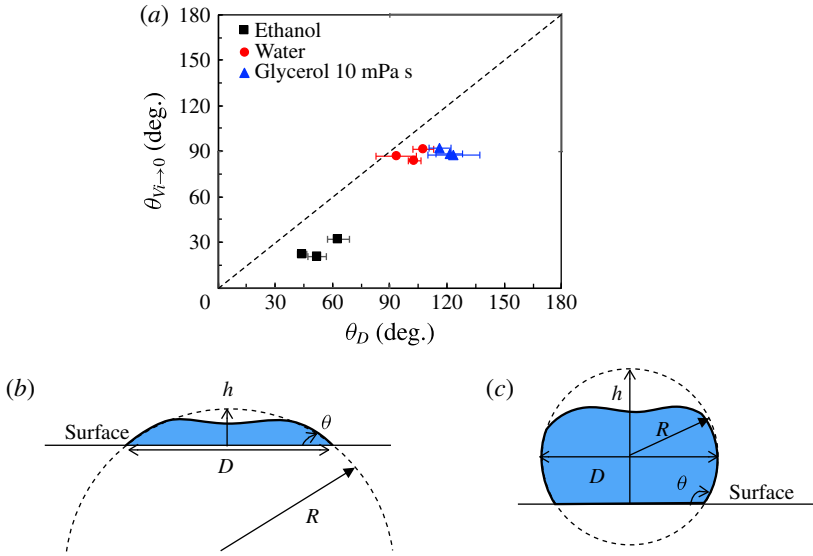 (a)
180
150
120
90
60
30
0
30
60
90
120
150
180
θ_{Vi→0} (deg.)
θ_D (deg.)
Ethanol
Water
Glycerol 10 mPa s
(b)
h
θ
Surface
D
R
(c)
h
R
D
θ
Surface